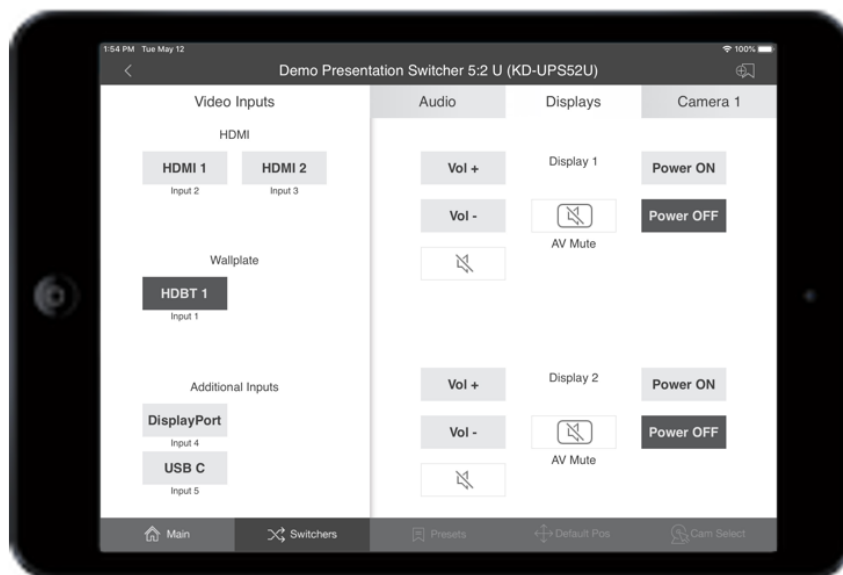 1:54 PM Tue May 12
100%
Demo Presentation Switcher 5:2 U (KD-UPS52U)
Video Inputs
Audio
Displays
Camera 1
HDMI
HDMI 1
HDMI 2
Input 2
Input 3
Wallplate
HDBT 1
Input 1
Additional Inputs
DisplayPort
Input 4
USB C
Input 5
Vol +
Display 1
Power ON
Vol -
Power OFF
AV Mute
Vol +
Display 2
Power ON
Vol -
Power OFF
AV Mute
Main
Switchers
Presets
Default Pos
Cam Select